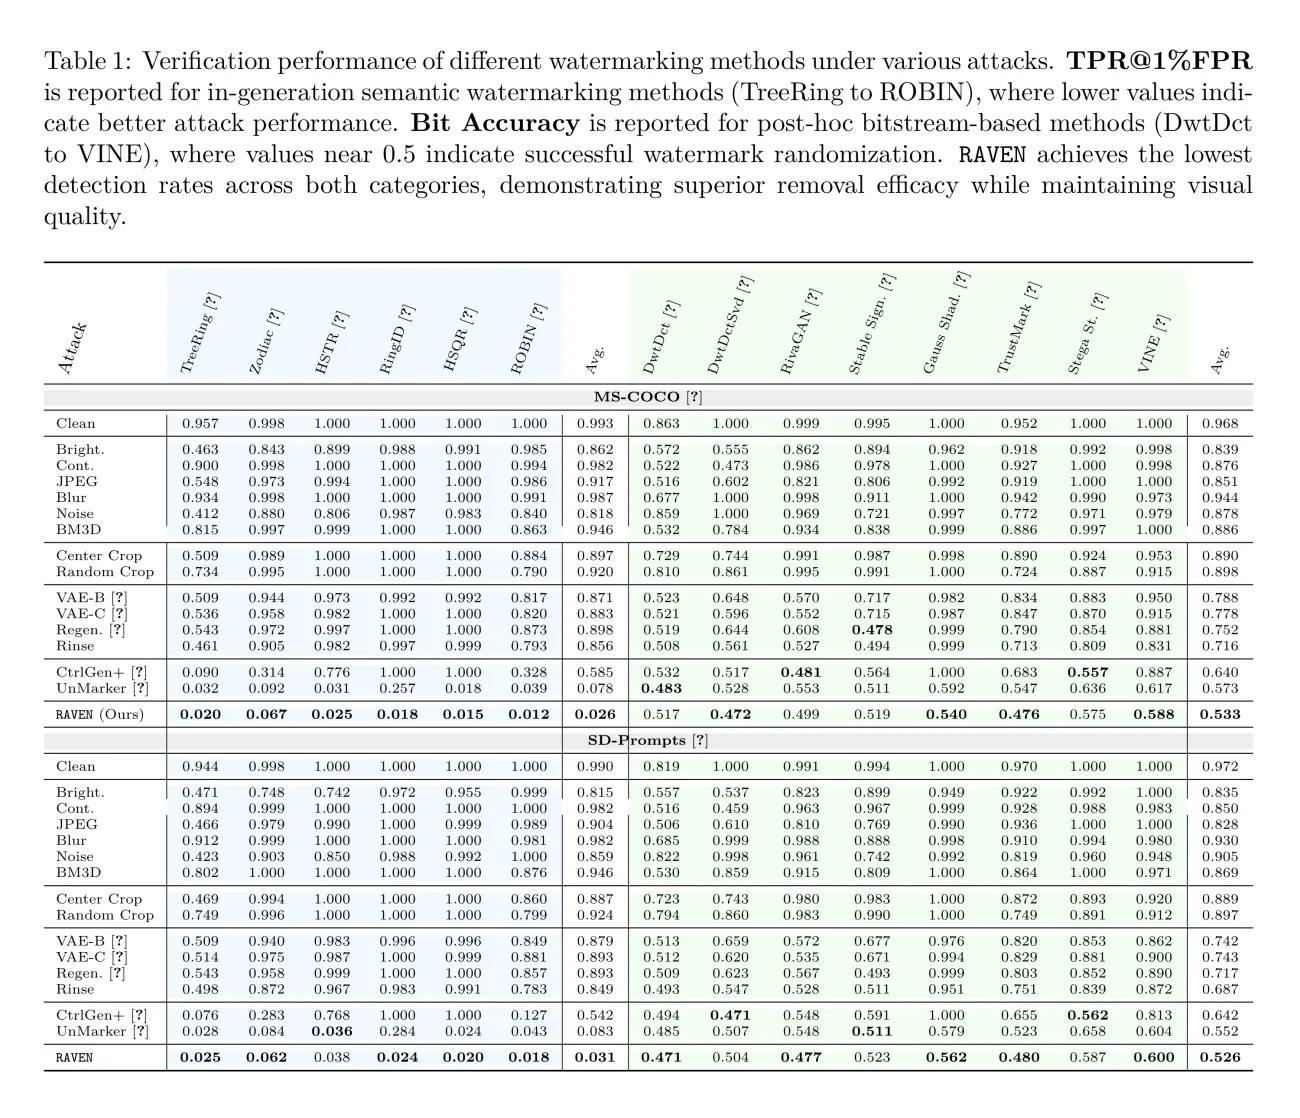 Table 1: Verification performance of different watermarking methods under various attacks. TPR@1%FPR
is reported for in-generation semantic watermarking methods (TreeRing to ROBIN), where lower values indi-
cate better attack performance. Bit Accuracy is reported for post-hoc bitstream-based methods (DwtDct
to VINE), where values near 0.5 indicate successful watermark randomization. RAVEN achieves the lowest
detection rates across both categories, demonstrating superior removal efficacy while maintaining visual
quality.
Attack TreeRing [?] Zodiac [?] HSTR [?] RingID [?] HSQR [?] ROBIN [?] Avg. DwtDct [?] DwtDctSvd [?] RivaGAN [?] Stable Sign. [?] Gauss Shad. [?] TrustMark [?] Stega St. [?] VINE [?] Avg.
MS-COCO [?]
Clean 0.957 0.998 1.000 1.000 1.000 1.000 0.993 0.863 1.000 0.999 0.995 1.000 0.952 1.000 1.000 0.968
Bright. 0.463 0.843 0.899 0.988 0.991 0.985 0.862 0.572 0.555 0.862 0.894 0.962 0.918 0.992 0.998 0.839
Cont. 0.900 0.998 1.000 1.000 1.000 0.994 0.982 0.522 0.473 0.986 0.978 1.000 0.927 1.000 0.998 0.876
JPEG 0.548 0.973 0.994 1.000 1.000 0.986 0.917 0.516 0.602 0.821 0.806 0.992 0.919 1.000 1.000 0.851
Blur 0.934 0.998 1.000 1.000 1.000 0.991 0.987 0.677 1.000 0.998 0.911 1.000 0.942 0.990 0.973 0.944
Noise 0.412 0.880 0.806 0.987 0.983 0.840 0.818 0.859 1.000 0.969 0.721 0.997 0.772 0.971 0.979 0.878
BM3D 0.815 0.997 0.999 1.000 1.000 0.863 0.946 0.532 0.784 0.934 0.838 0.999 0.886 0.997 1.000 0.886
Center Crop 0.509 0.989 1.000 1.000 1.000 0.884 0.897 0.729 0.744 0.991 0.987 0.998 0.890 0.924 0.953 0.890
Random Crop 0.734 0.995 1.000 1.000 1.000 0.790 0.920 0.810 0.861 0.995 0.991 1.000 0.724 0.887 0.915 0.898
VAE-B [?] 0.509 0.944 0.973 0.992 0.992 0.817 0.871 0.523 0.648 0.570 0.717 0.982 0.834 0.883 0.950 0.788
VAE-C [?] 0.536 0.958 0.982 1.000 1.000 0.820 0.883 0.521 0.596 0.552 0.715 0.987 0.847 0.870 0.915 0.778
Regen. [?] 0.543 0.972 0.997 1.000 1.000 0.873 0.898 0.519 0.644 0.608 0.478 0.999 0.790 0.854 0.881 0.752
Rinse 0.461 0.905 0.982 0.997 0.999 0.793 0.856 0.508 0.561 0.527 0.494 0.999 0.713 0.809 0.831 0.716
CtrlGen+ [?] 0.090 0.314 0.776 1.000 1.000 0.328 0.585 0.532 0.517 0.481 0.564 1.000 0.683 0.557 0.887 0.640
UnMarker [?] 0.032 0.092 0.031 0.257 0.018 0.039 0.078 0.483 0.528 0.553 0.511 0.592 0.547 0.636 0.617 0.573
RAVEN (Ours) 0.020 0.067 0.025 0.018 0.015 0.012 0.026 0.517 0.472 0.499 0.519 0.540 0.476 0.575 0.588 0.533
SD-Prompts [?]
Clean 0.944 0.998 1.000 1.000 1.000 1.000 0.990 0.819 1.000 0.991 0.994 1.000 0.970 1.000 1.000 0.972
Bright. 0.471 0.748 0.742 0.972 0.955 0.999 0.815 0.557 0.537 0.823 0.899 0.949 0.922 0.992 1.000 0.835
Cont. 0.894 0.999 1.000 1.000 1.000 1.000 0.982 0.516 0.459 0.963 0.967 0.999 0.928 0.988 0.983 0.850
JPEG 0.466 0.979 0.990 1.000 0.999 0.989 0.904 0.506 0.610 0.810 0.769 0.990 0.936 1.000 1.000 0.828
Blur 0.912 0.999 1.000 1.000 1.000 0.981 0.982 0.685 0.999 0.988 0.888 0.998 0.910 0.994 0.980 0.930
Noise 0.423 0.903 0.850 0.988 0.992 1.000 0.859 0.822 0.998 0.961 0.742 0.992 0.819 0.960 0.948 0.905
BM3D 0.802 1.000 1.000 1.000 1.000 0.876 0.946 0.530 0.859 0.915 0.809 1.000 0.864 1.000 0.971 0.869
Center Crop 0.469 0.994 1.000 1.000 1.000 0.860 0.887 0.723 0.743 0.980 0.983 1.000 0.872 0.893 0.920 0.889
Random Crop 0.749 0.996 1.000 1.000 1.000 0.799 0.924 0.794 0.860 0.983 0.990 1.000 0.749 0.891 0.912 0.897
VAE-B [?] 0.509 0.940 0.983 0.996 0.996 0.849 0.879 0.513 0.659 0.572 0.677 0.976 0.820 0.853 0.862 0.742
VAE-C [?] 0.514 0.975 0.987 1.000 0.999 0.881 0.893 0.512 0.620 0.535 0.671 0.994 0.829 0.881 0.900 0.743
Regen. [?] 0.543 0.958 0.999 1.000 1.000 0.857 0.893 0.509 0.623 0.567 0.493 0.999 0.803 0.852 0.890 0.717
Rinse 0.498 0.872 0.967 0.983 0.991 0.783 0.849 0.493 0.547 0.528 0.511 0.951 0.751 0.839 0.872 0.687
CtrlGen+ [?] 0.076 0.283 0.768 1.000 1.000 0.127 0.542 0.494 0.471 0.548 0.591 1.000 0.655 0.562 0.813 0.642
UnMarker [?] 0.028 0.084 0.036 0.284 0.024 0.043 0.083 0.485 0.507 0.548 0.511 0.579 0.523 0.658 0.604 0.552
RAVEN 0.025 0.062 0.038 0.024 0.020 0.018 0.031 0.471 0.504 0.477 0.523 0.562 0.480 0.587 0.600 0.526